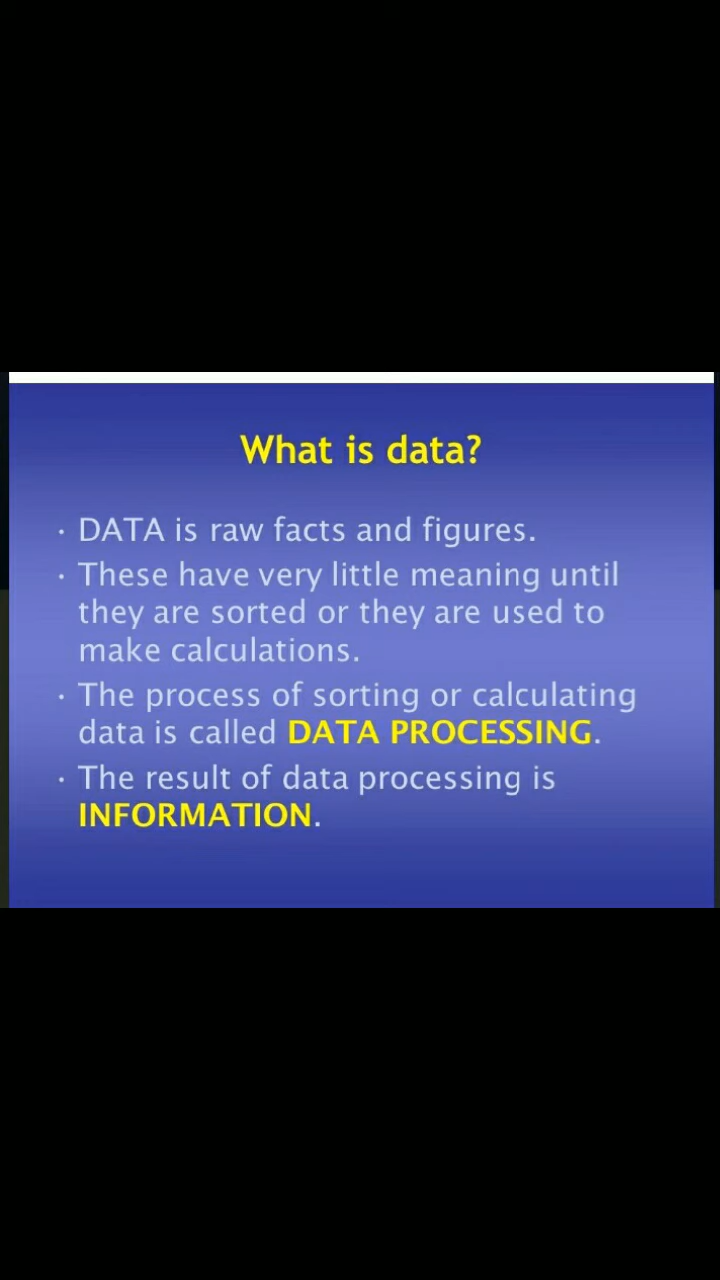 What is data?
· DATA is raw facts and figures.
· These have very little meaning until
they are sorted or they are used to
make calculations.
· The process of sorting or calculating
data is called DATA PROCESSING.
· The result of data processing is
INFORMATION.